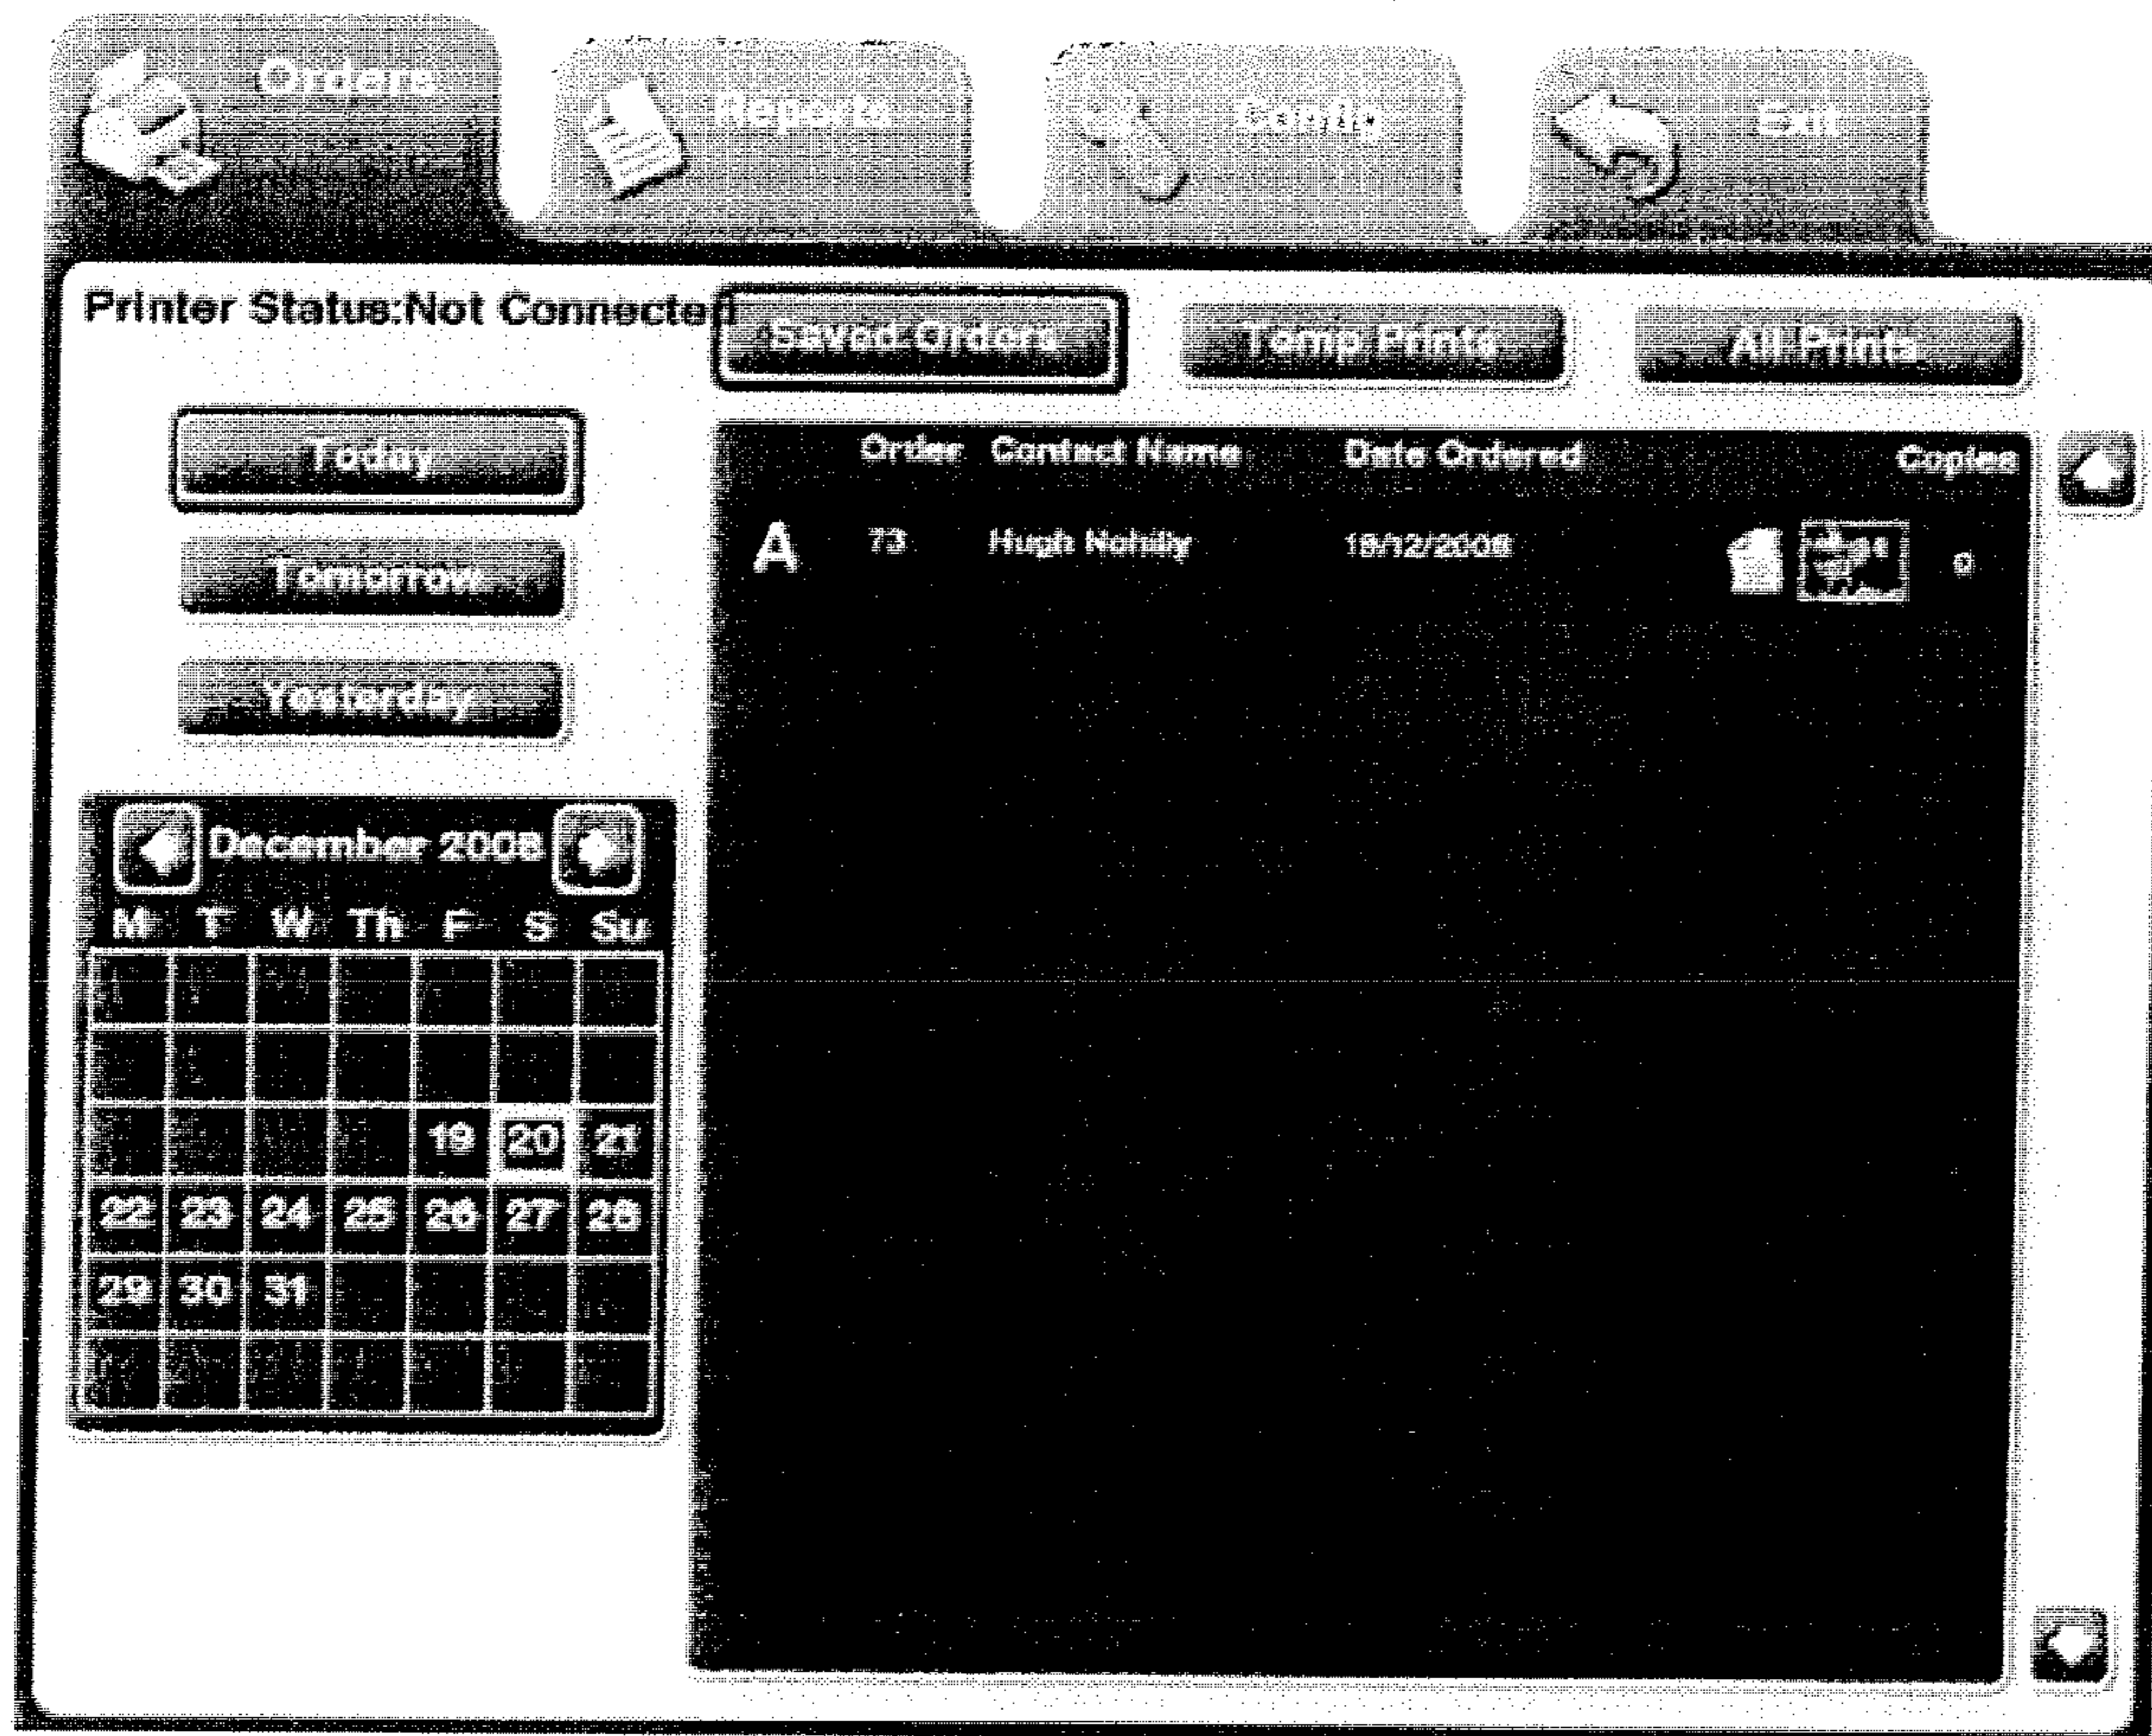 Orders Reports Config Exit
Printer Status:Not Connected
Saved Orders Temp Prints All Prints
Today
Tomorrow
Yesterday
Order Contact Name Date Ordered Copies
A 73 Hugh 19/12/2008 0
December 2008
M T W Th F S Su
19 20 21
22 23 24 25 26 27 28
29 30 31